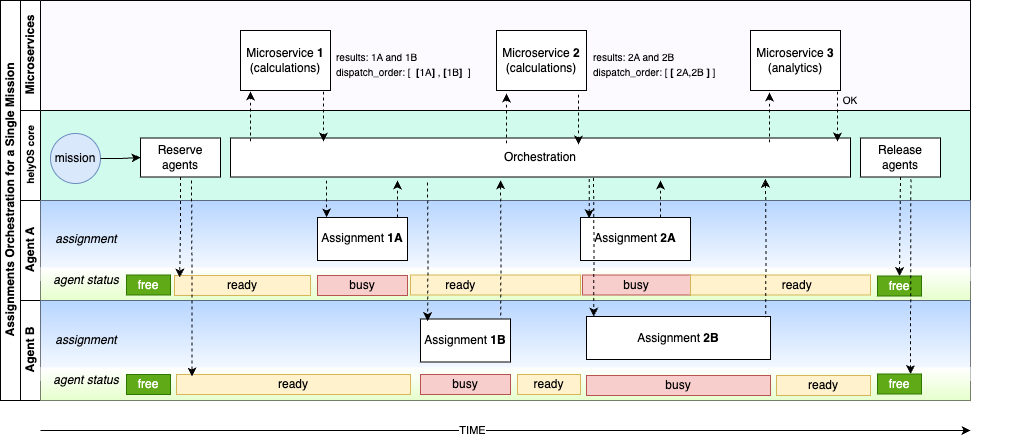 Assignments Orchestration for a Single Mission
Microservices
Microservice 1
(calculations)
results: 1A and 1B
dispatch_order: [ [1A] , [1B] ]
Microservice 2
(calculations)
results: 2A and 2B
dispatch_order: [ [ 2A,2B ] ]
Microservice 3
(analytics)
OK
helyOS core
mission
Reserve
agents
Orchestration
Release
agents
Agent A
assignment
Assignment 1A
Assignment 2A
agent status
free
ready
busy
ready
busy
ready
free
Agent B
assignment
Assignment 1B
Assignment 2B
agent status
free
ready
busy
ready
busy
ready
free
TIME